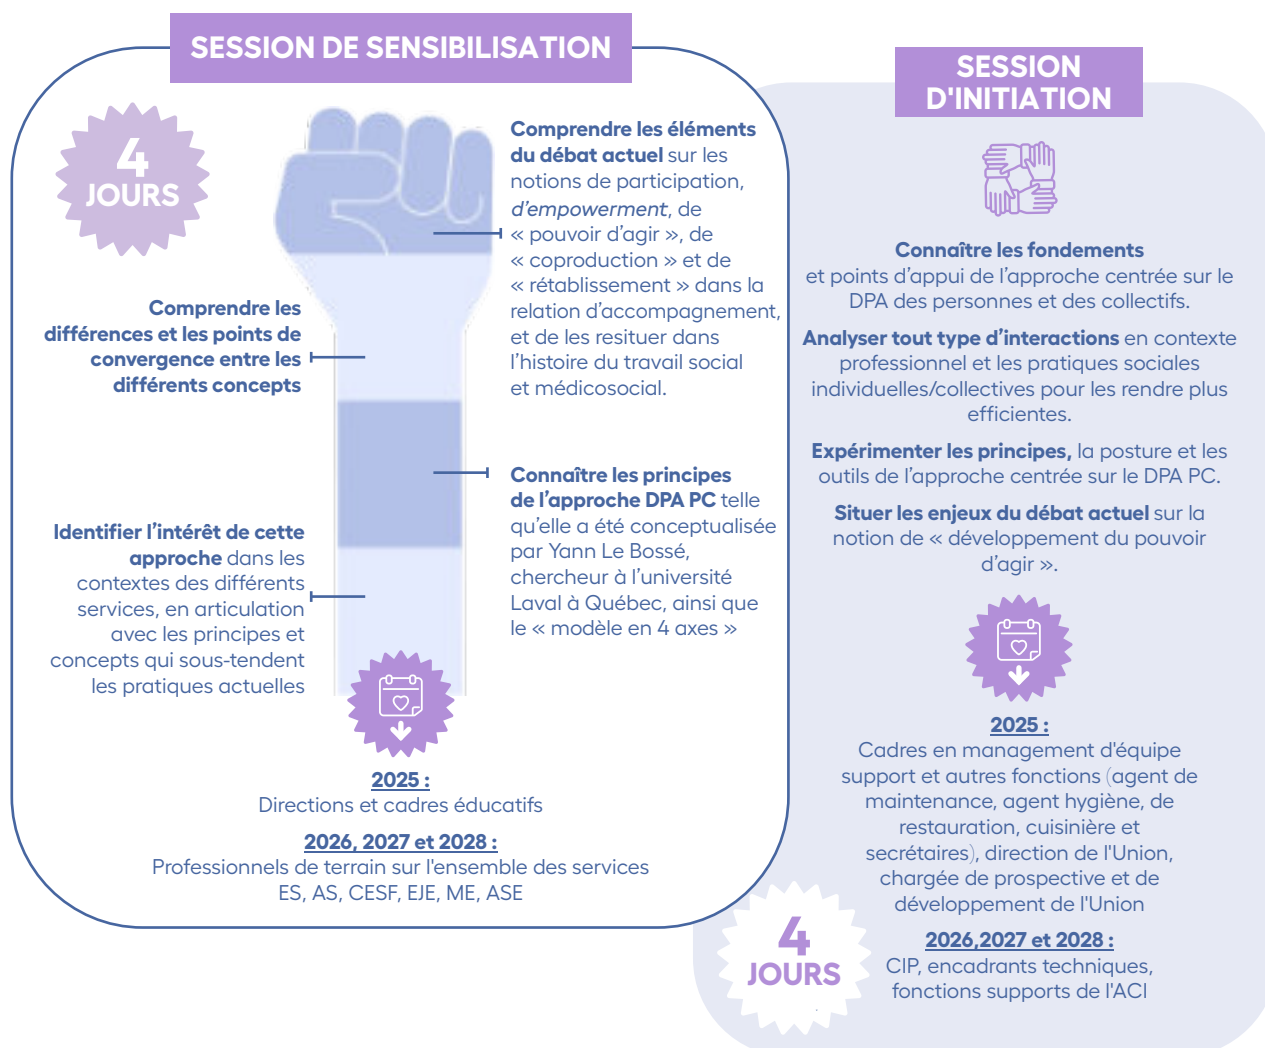 SESSION DE SENSIBILISATION
4
JOURS
Comprendre les éléments
du débat actuel sur les
notions de participation,
d'empowerment, de
« pouvoir d'agir », de
« coproduction » et de
« rétablissement » dans la
relation d'accompagnement,
et de les resituer dans
l'histoire du travail social
et médicosocial.
Comprendre les
différences et les points de
convergence entre les
différents concepts
Connaître les principes
de l'approche DPA PC telle
qu'elle a été conceptualisée
par Yann Le Bossé,
chercheur à l'université
Laval à Québec, ainsi que
le « modèle en 4 axes »
Identifier l'intérêt de cette
approche dans les
contextes des différents
services, en articulation
avec les principes et
concepts qui sous-tendent
les pratiques actuelles
2025 :
Directions et cadres éducatifs
2026, 2027 et 2028 :
Professionnels de terrain sur l'ensemble des services
ES, AS, CESF, EJE, ME, ASE
SESSION
D'INITIATION
Connaître les fondements
et points d'appui de l'approche centrée sur le
DPA des personnes et des collectifs.
Analyser tout type d'interactions en contexte
professionnel et les pratiques sociales
individuelles/collectives pour les rendre plus
efficientes.
Expérimenter les principes, la posture et les
outils de l'approche centrée sur le DPA PC.
Situer les enjeux du débat actuel sur la
notion de « développement du pouvoir
d'agir ».
2025 :
Cadres en management d'équipe
support et autres fonctions (agent de
maintenance, agent hygiène, de
restauration, cuisinière et
secrétaires), direction de l'Union,
chargée de prospective et de
développement de l'Union
2026,2027 et 2028 :
CIP, encadrants techniques,
fonctions supports de l'ACI
4
JOURS